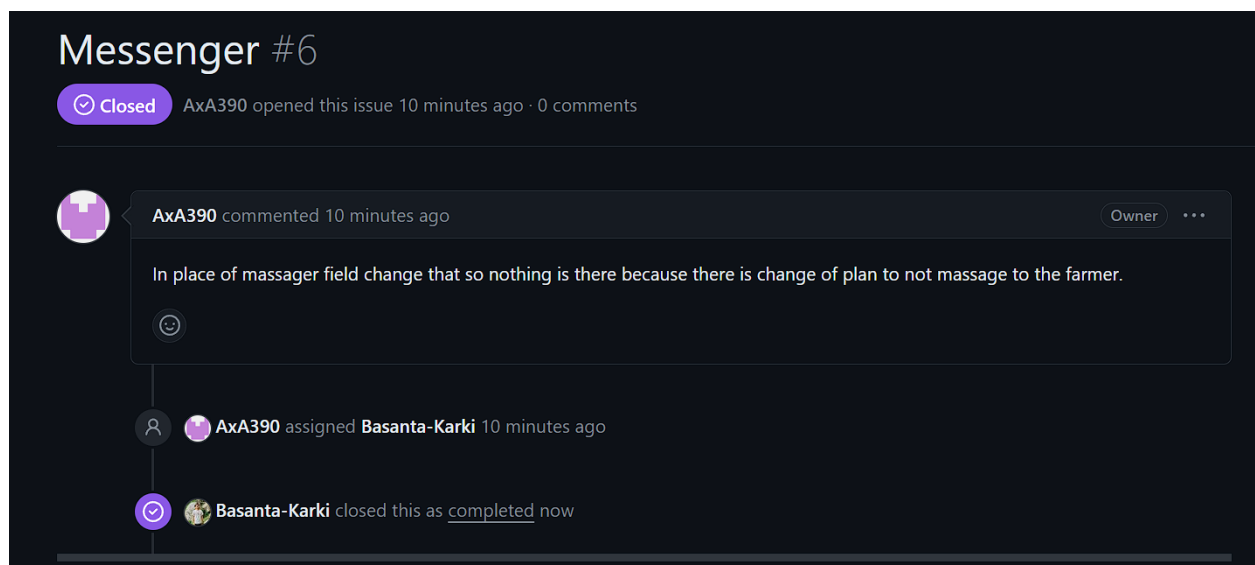 Messenger #6
Closed AxA390 opened this issue 10 minutes ago · 0 comments
AxA390 commented 10 minutes ago Owner ···
In place of massager field change that so nothing is there because there is change of plan to not massage to the farmer.
AxA390 assigned Basanta-Karki 10 minutes ago
Basanta-Karki closed this as completed now